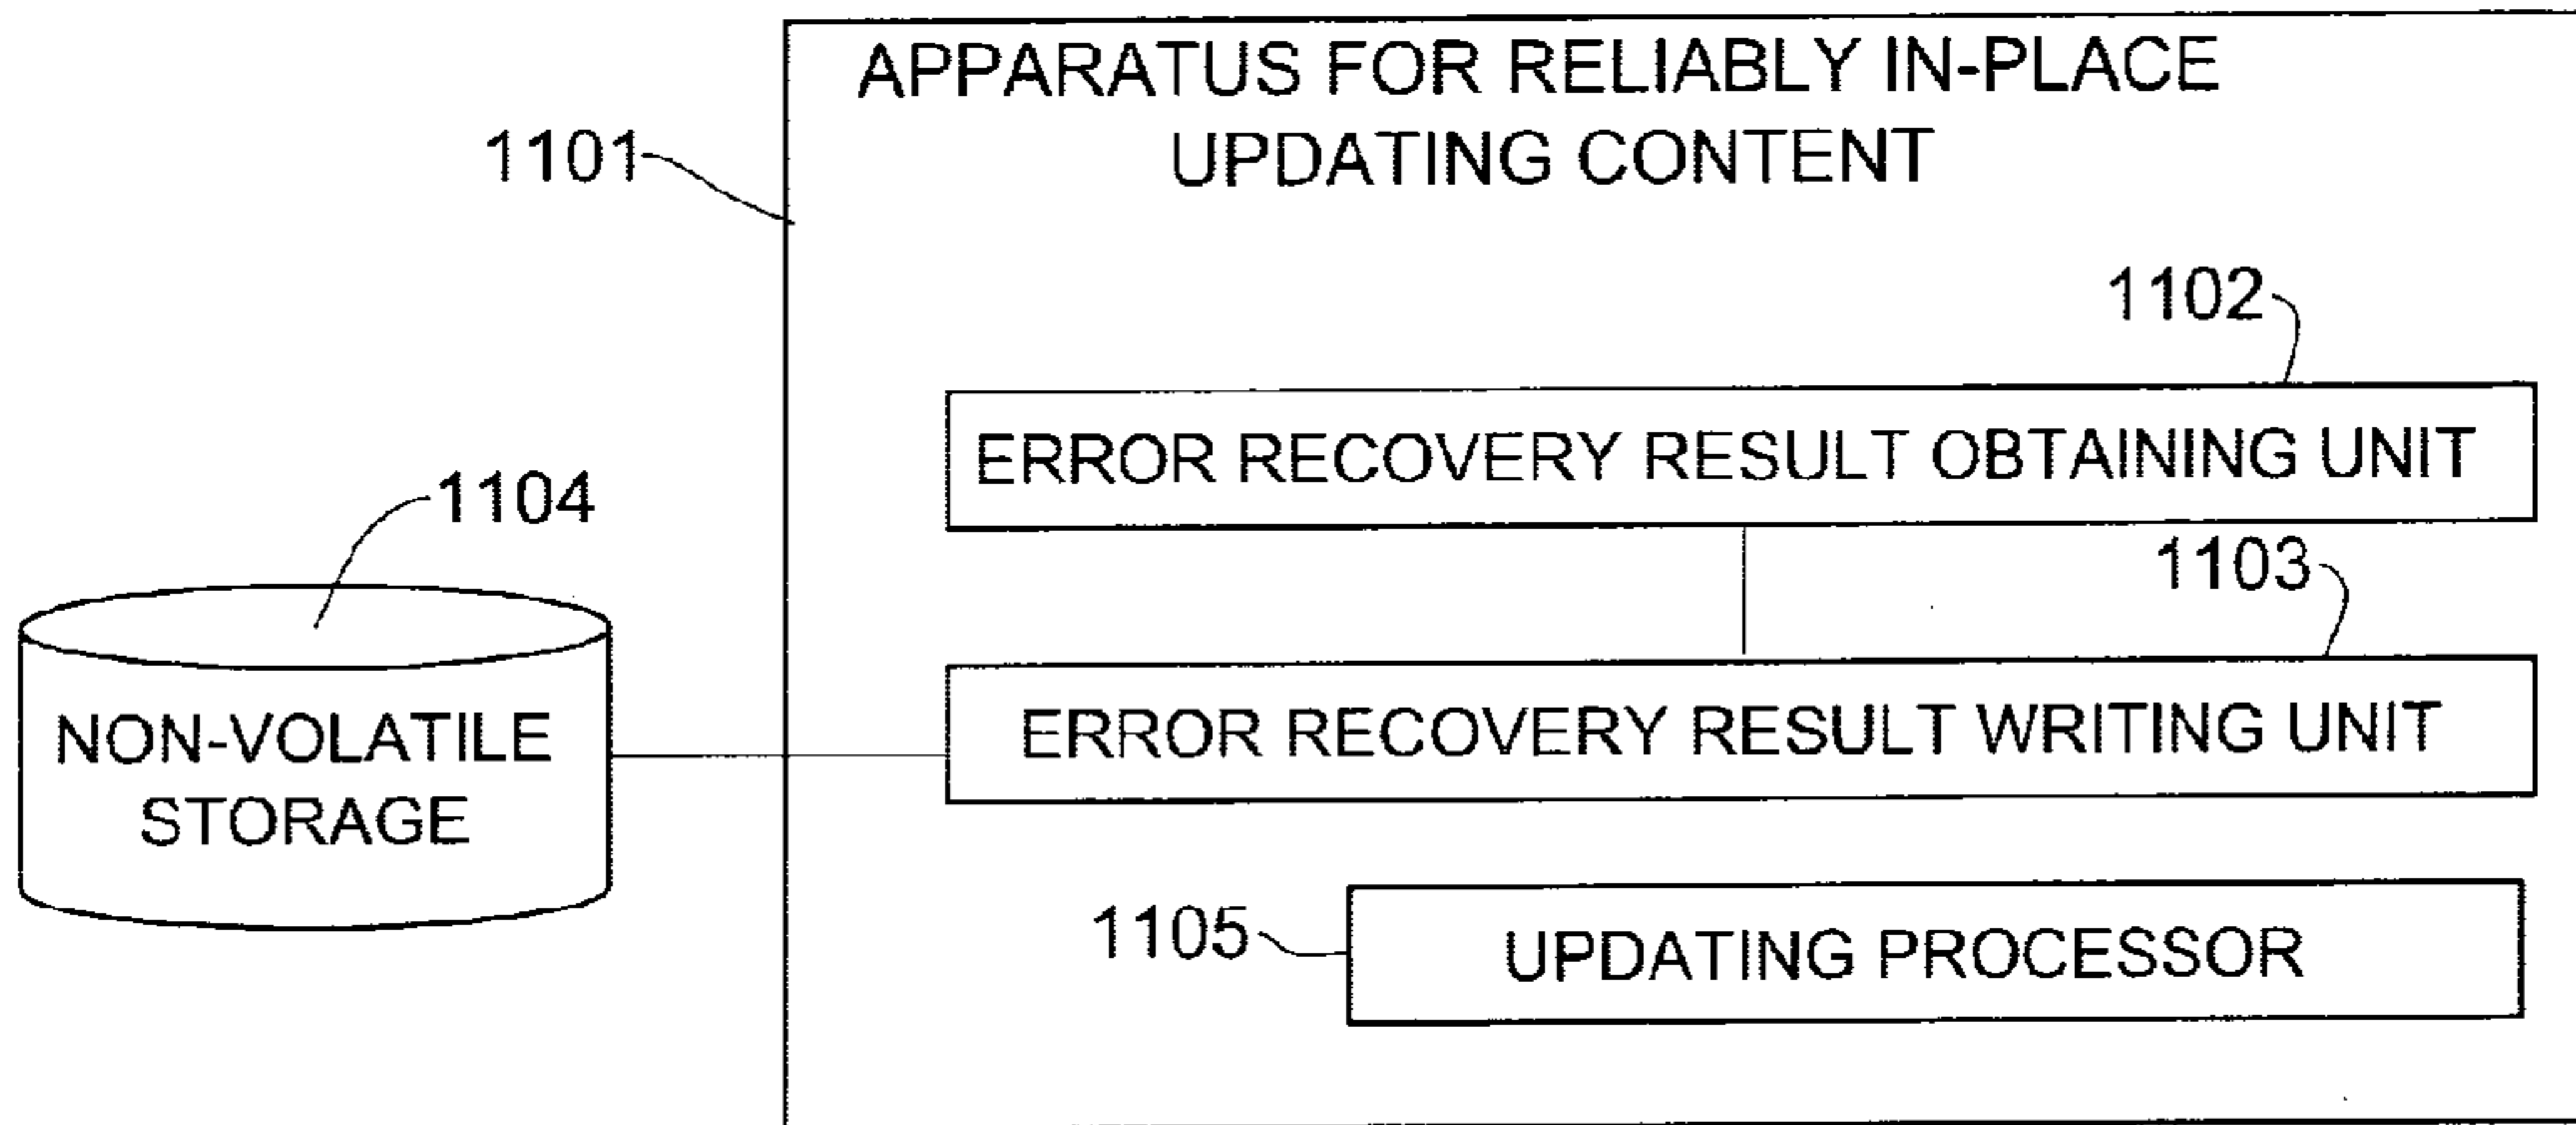 APPARATUS FOR RELIABLY IN-PLACE
UPDATING CONTENT
1101
1102
ERROR RECOVERY RESULT OBTAINING UNIT
1104
1103
NON-VOLATILE
STORAGE
ERROR RECOVERY RESULT WRITING UNIT
1105
UPDATING PROCESSOR